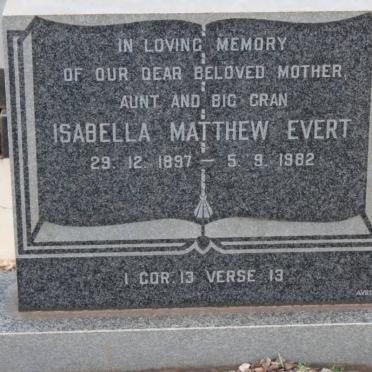 IN LOVING MEMORY
OF OUR DEAR BELOVED MOTHER,
AUNT AND BIG GRAN
ISABELLA MATTHEW EVERT
29. 12. 1897 — 5. 9. 1982
1 COR. 13 VERSE 13